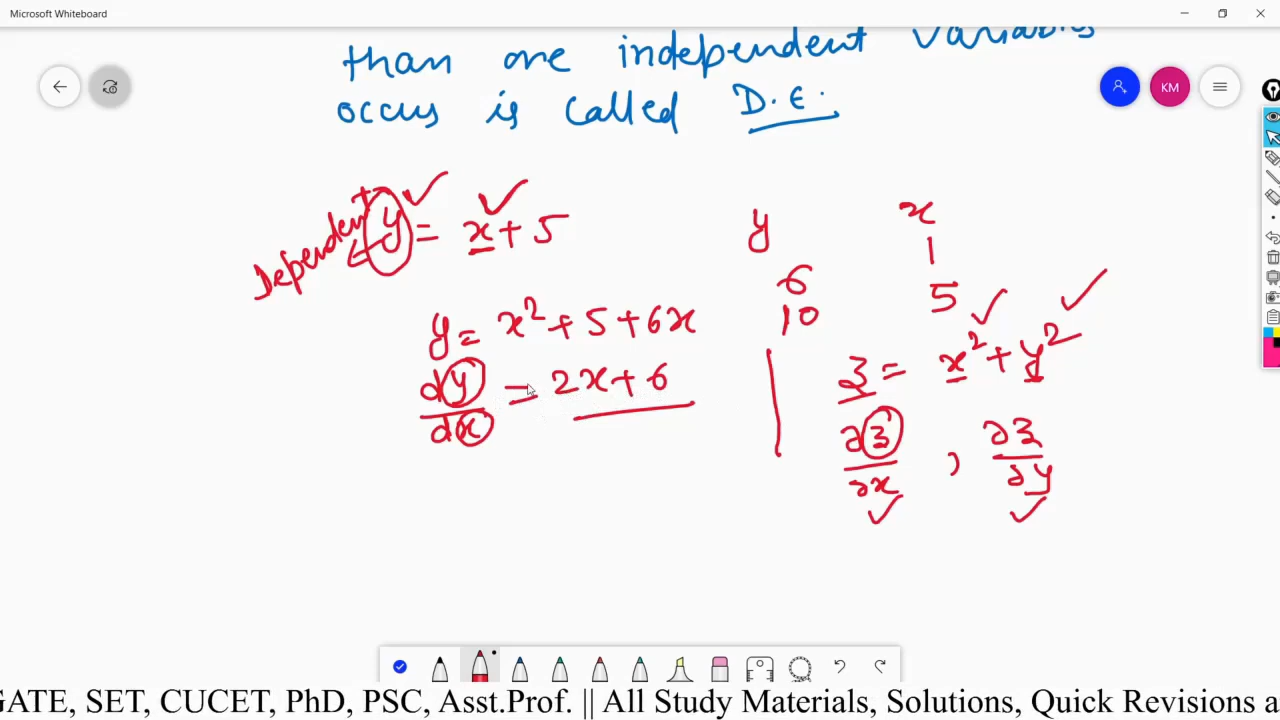 Microsoft Whiteboard
than one independent variables
occus is called D.E.
KM
Dependent
y = x + 5
y x
6 1
10 5
y = x² + 5 + 6x
dy/dx = 2x + 6
z = x² + y²
∂z/∂x , ∂z/∂y
GATE, SET, CUCET, PhD, PSC, Asst.Prof. || All Study Materials, Solutions, Quick Revisions a